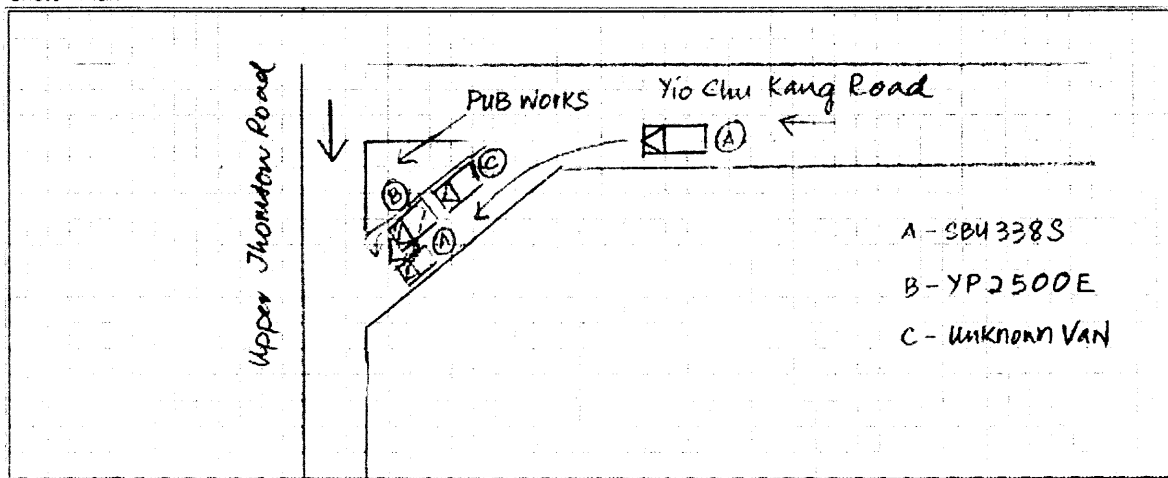 Upper Thomson Road
PUB WORKS
Yio Chu Kang Road
A
C
B
A
A - SBU338S
B - YP2500E
C - Unknown Van